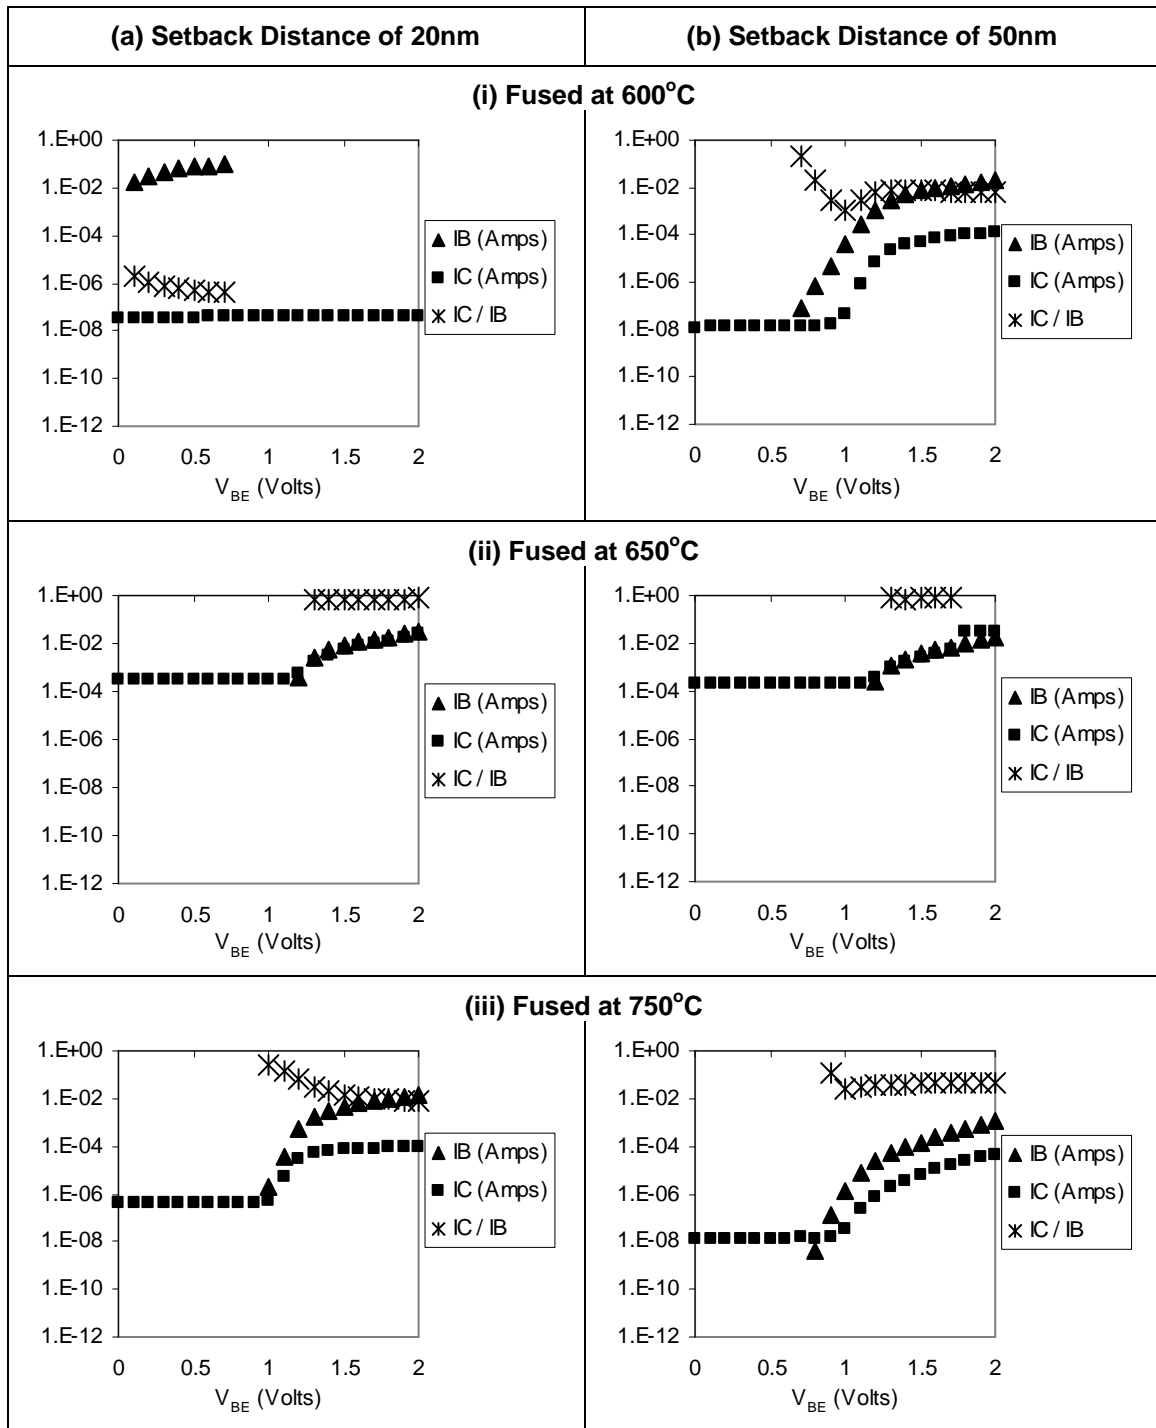 (a) Setback Distance of 20nm
(b) Setback Distance of 50nm
(i) Fused at 600°C
1.E+00
1.E-02
1.E-04
1.E-06
1.E-08
1.E-10
1.E-12
0 0.5 1 1.5 2
V_BE (Volts)
IB (Amps)
IC (Amps)
IC / IB
1.E+00
1.E-02
1.E-04
1.E-06
1.E-08
1.E-10
1.E-12
0 0.5 1 1.5 2
V_BE (Volts)
IB (Amps)
IC (Amps)
IC / IB
(ii) Fused at 650°C
1.E+00
1.E-02
1.E-04
1.E-06
1.E-08
1.E-10
1.E-12
0 0.5 1 1.5 2
V_BE (Volts)
IB (Amps)
IC (Amps)
IC / IB
1.E+00
1.E-02
1.E-04
1.E-06
1.E-08
1.E-10
1.E-12
0 0.5 1 1.5 2
V_BE (Volts)
IB (Amps)
IC (Amps)
IC / IB
(iii) Fused at 750°C
1.E+00
1.E-02
1.E-04
1.E-06
1.E-08
1.E-10
1.E-12
0 0.5 1 1.5 2
V_BE (Volts)
IB (Amps)
IC (Amps)
IC / IB
1.E+00
1.E-02
1.E-04
1.E-06
1.E-08
1.E-10
1.E-12
0 0.5 1 1.5 2
V_BE (Volts)
IB (Amps)
IC (Amps)
IC / IB